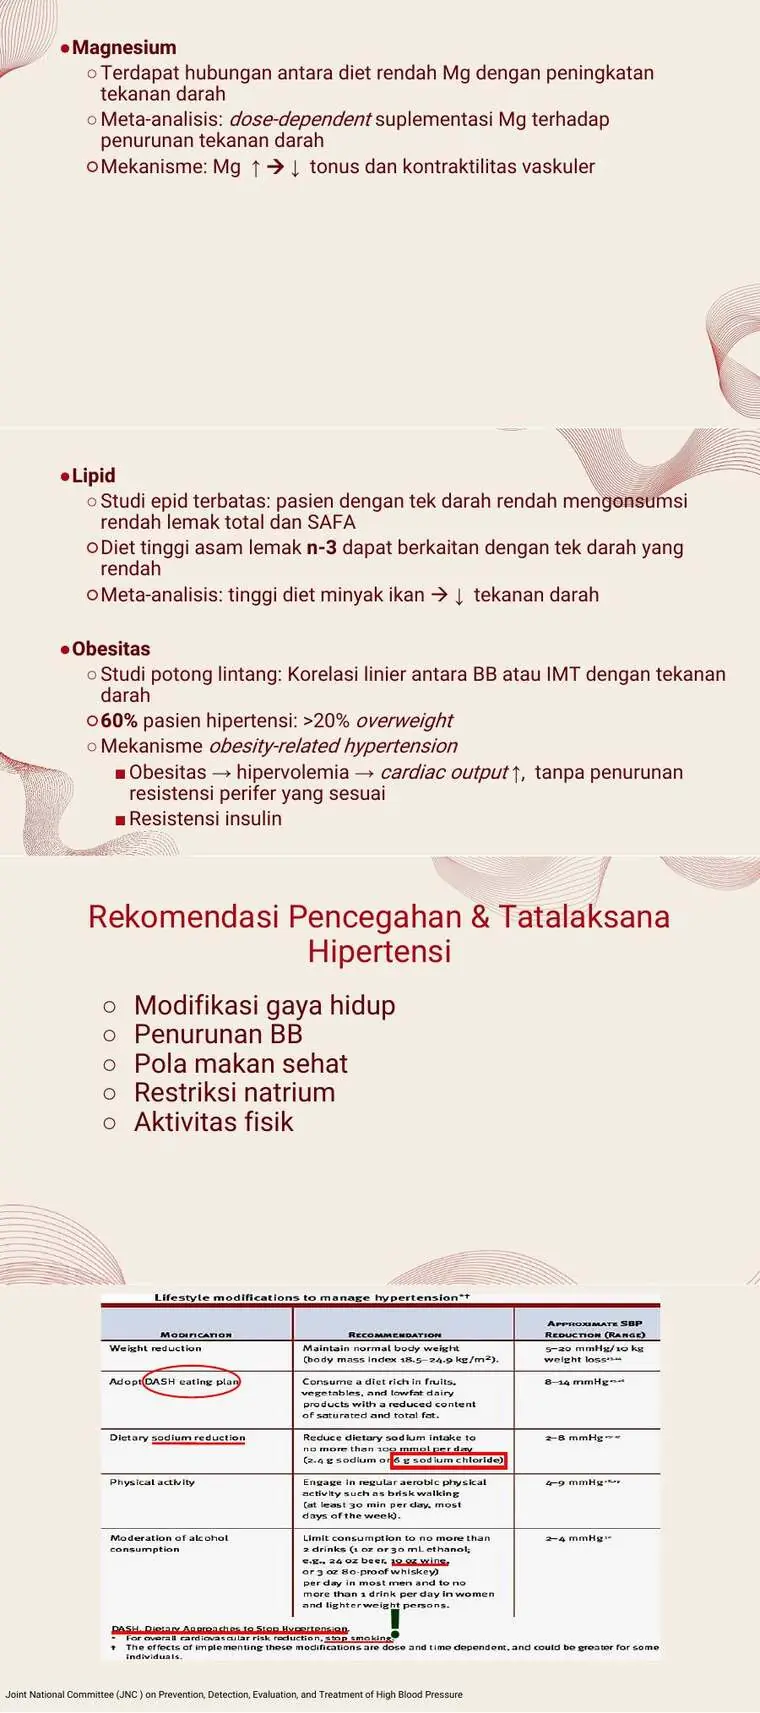 ● Magnesium
○ Terdapat hubungan antara diet rendah Mg dengan peningkatan
tekanan darah
○ Meta-analisis: dose-dependent suplementasi Mg terhadap
penurunan tekanan darah
○ Mekanisme: Mg ↑ → ↓ tonus dan kontraktilitas vaskuler
● Lipid
○ Studi epid terbatas: pasien dengan tek darah rendah mengonsumsi
rendah lemak total dan SAFA
○ Diet tinggi asam lemak n-3 dapat berkaitan dengan tek darah yang
rendah
○ Meta-analisis: tinggi diet minyak ikan → ↓ tekanan darah
● Obesitas
○ Studi potong lintang: Korelasi linier antara BB atau IMT dengan tekanan
darah
○ 60% pasien hipertensi: >20% overweight
○ Mekanisme obesity-related hypertension
■ Obesitas → hipervolemia → cardiac output ↑, tanpa penurunan
resistensi perifer yang sesuai
■ Resistensi insulin
Rekomendasi Pencegahan & Tatalaksana
Hipertensi
○ Modifikasi gaya hidup
○ Penurunan BB
○ Pola makan sehat
○ Restriksi natrium
○ Aktivitas fisik
Lifestyle modifications to manage hypertension*†
Modification
Recommendation
Approximate SBP
Reduction (Range)
Weight reduction
Maintain normal body weight
(body mass index 18.5–24.9 kg/m²).
5–20 mmHg/10 kg
weight loss
Adopt DASH eating plan
Consume a diet rich in fruits,
vegetables, and lowfat dairy
products with a reduced content
of saturated and total fat.
8–14 mmHg
Dietary sodium reduction
Reduce dietary sodium intake to
no more than 100 mmol per day
(2.4 g sodium or 6 g sodium chloride)
2–8 mmHg
Physical activity
Engage in regular aerobic physical
activity such as brisk walking
(at least 30 min per day, most
days of the week).
4–9 mmHg
Moderation of alcohol
consumption
Limit consumption to no more than
2 drinks (1 oz or 30 mL ethanol;
e.g., 24 oz beer, 10 oz wine,
or 3 oz 80-proof whiskey)
per day in most men and to no
more than 1 drink per day in women
and lighter weight persons.
2–4 mmHg
DASH, Dietary Approaches to Stop Hypertension.
* For overall cardiovascular risk reduction, stop smoking.
!
† The effects of implementing these modifications are dose and time dependent, and could be greater for some
individuals.
Joint National Committee (JNC ) on Prevention, Detection, Evaluation, and Treatment of High Blood Pressure